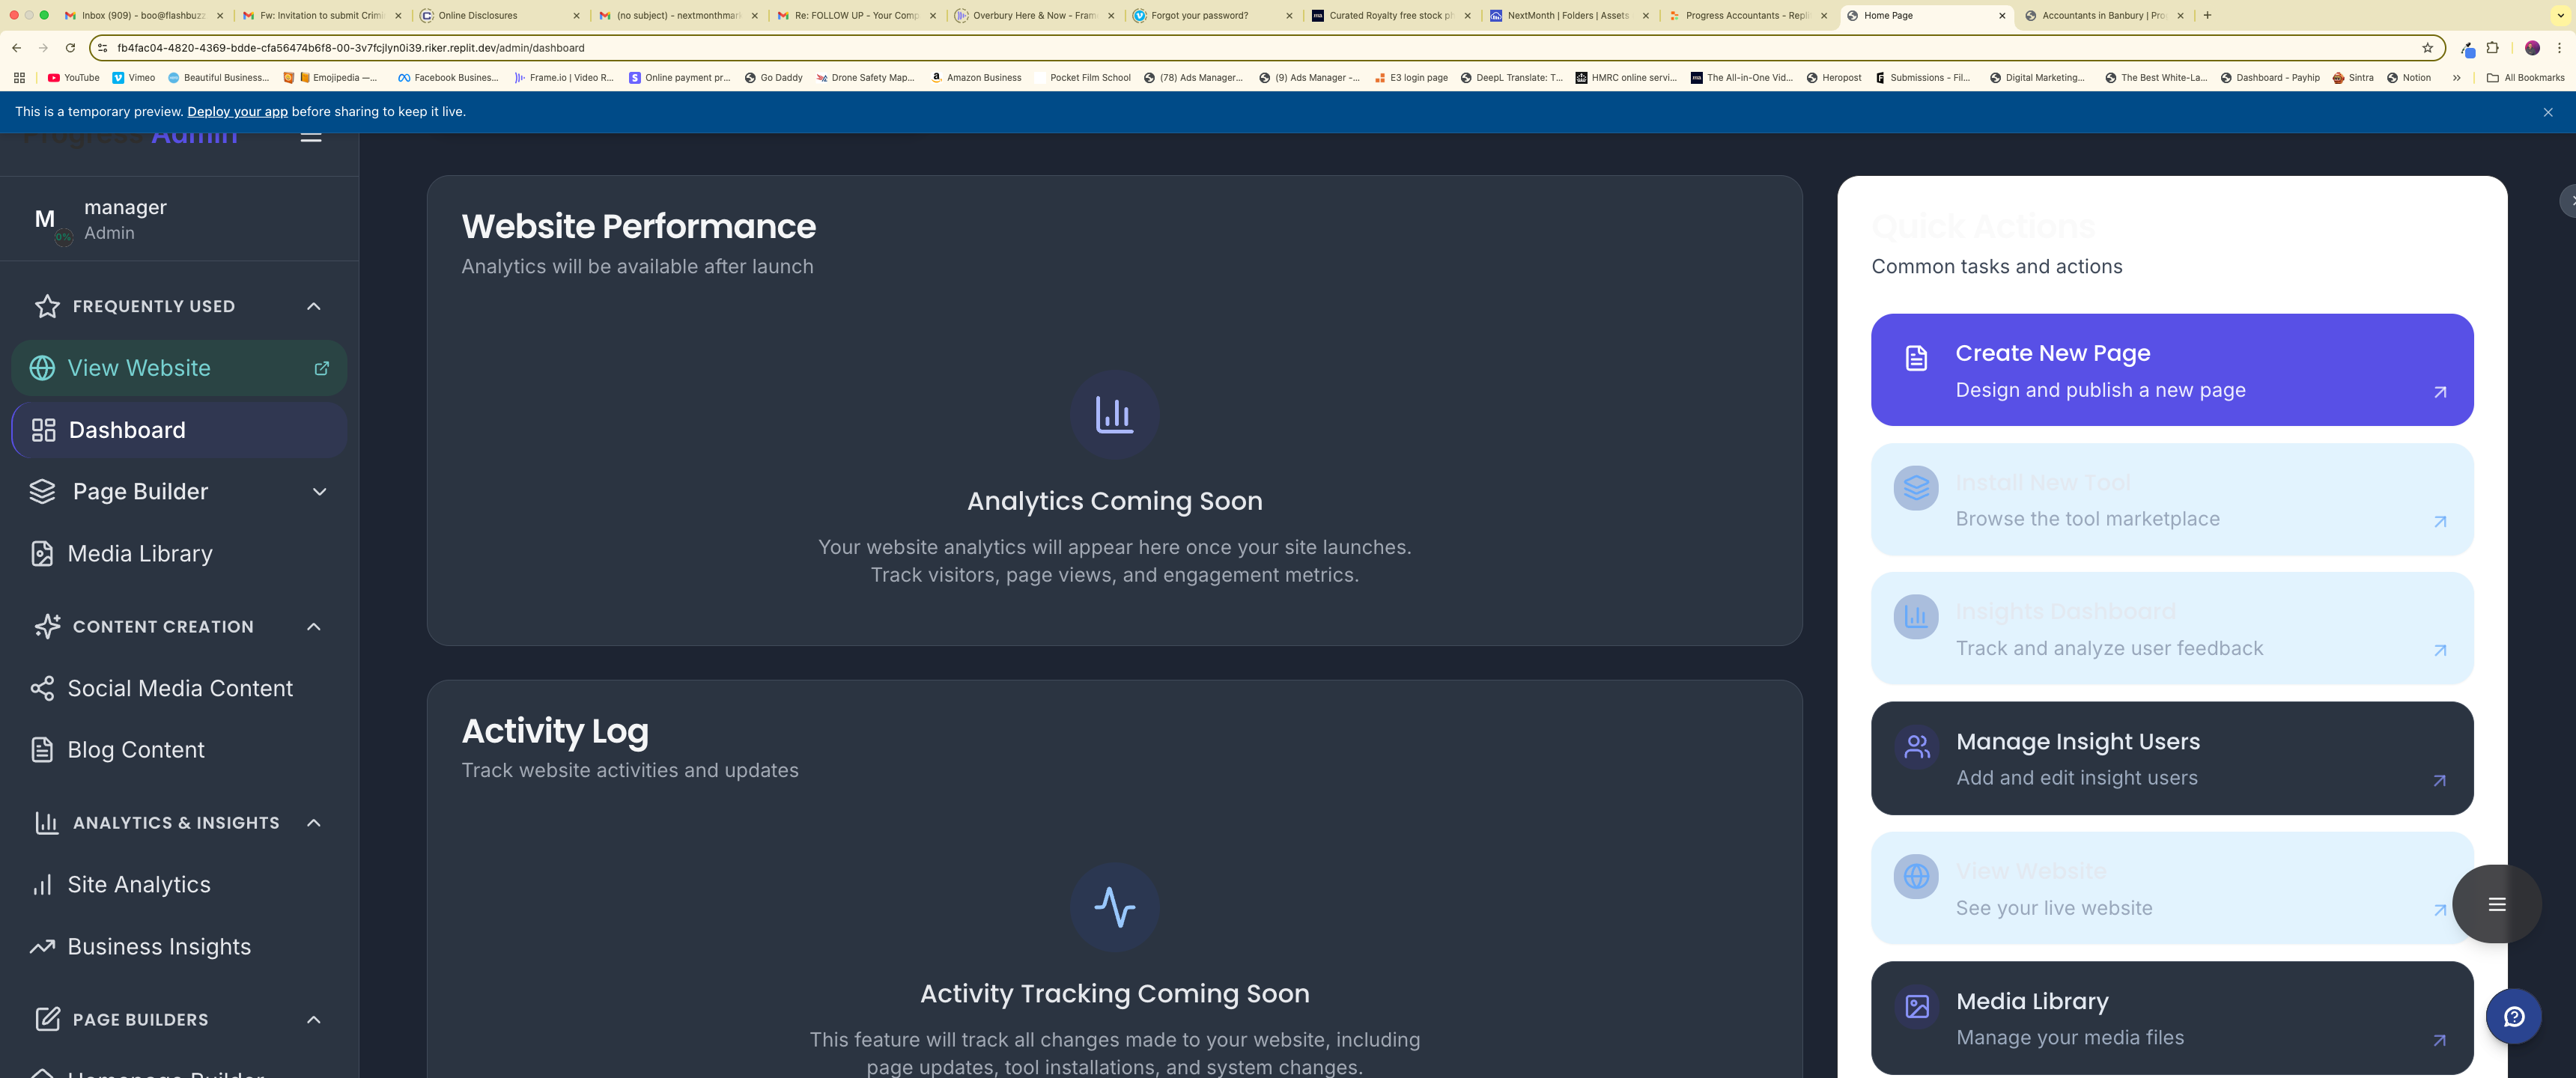 Inbox (909) - boo@flashbuzz
Fw: Invitation to submit Crimi
Online Disclosures
(no subject) - nextmonthmark
Re: FOLLOW UP - Your Comp
Overbury Here & Now - Fram
Forgot your password?
Curated Royalty free stock ph
NextMonth | Folders | Assets
Progress Accountants - Repli
Home Page
Accountants in Banbury | Pro
fb4fac04-4820-4369-bdde-cfa56474b6f8-00-3v7fcjlyn0i39.riker.replit.dev/admin/dashboard
YouTube
Vimeo
Beautiful Business...
Emojipedia —...
Facebook Busines...
Frame.io | Video R...
Online payment pr...
Go Daddy
Drone Safety Map...
Amazon Business
Pocket Film School
(78) Ads Manager...
(9) Ads Manager -...
E3 login page
DeepL Translate: T...
HMRC online servi...
The All-in-One Vid...
Heropost
Submissions - Fil...
Digital Marketing...
The Best White-La...
Dashboard - Payhip
Sintra
Notion
All Bookmarks
This is a temporary preview. Deploy your app before sharing to keep it live.
Progress Admin
M
0%
manager
Admin
FREQUENTLY USED
View Website
Dashboard
Page Builder
Media Library
CONTENT CREATION
Social Media Content
Blog Content
ANALYTICS & INSIGHTS
Site Analytics
Business Insights
PAGE BUILDERS
Homepage Builder
Website Performance
Analytics will be available after launch
Analytics Coming Soon
Your website analytics will appear here once your site launches.
Track visitors, page views, and engagement metrics.
Activity Log
Track website activities and updates
Activity Tracking Coming Soon
This feature will track all changes made to your website, including
page updates, tool installations, and system changes.
Quick Actions
Common tasks and actions
Create New Page
Design and publish a new page
Install New Tool
Browse the tool marketplace
Insights Dashboard
Track and analyze user feedback
Manage Insight Users
Add and edit insight users
View Website
See your live website
Media Library
Manage your media files